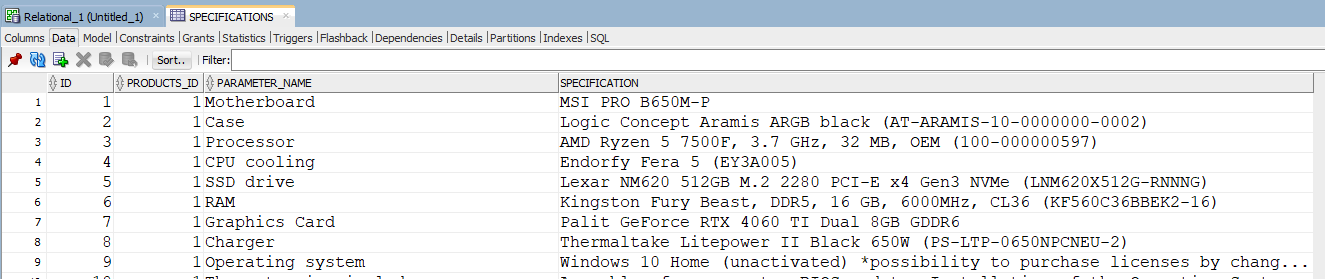 Relational_1 (Untitled_1) SPECIFICATIONS
Columns Data Model Constraints Grants Statistics Triggers Flashback Dependencies Details Partitions Indexes SQL
Sort.. Filter:
ID PRODUCTS_ID PARAMETER_NAME SPECIFICATION
1 1 1 Motherboard MSI PRO B650M-P
2 2 1 Case Logic Concept Aramis ARGB black (AT-ARAMIS-10-0000000-0002)
3 3 1 Processor AMD Ryzen 5 7500F, 3.7 GHz, 32 MB, OEM (100-000000597)
4 4 1 CPU cooling Endorfy Fera 5 (EY3A005)
5 5 1 SSD drive Lexar NM620 512GB M.2 2280 PCI-E x4 Gen3 NVMe (LNM620X512G-RNNNG)
6 6 1 RAM Kingston Fury Beast, DDR5, 16 GB, 6000MHz, CL36 (KF560C36BBEK2-16)
7 7 1 Graphics Card Palit GeForce RTX 4060 TI Dual 8GB GDDR6
8 8 1 Charger Thermaltake Litepower II Black 650W (PS-LTP-0650NPCNEU-2)
9 9 1 Operating system Windows 10 Home (unactivated) *possibility to purchase licenses by chang...